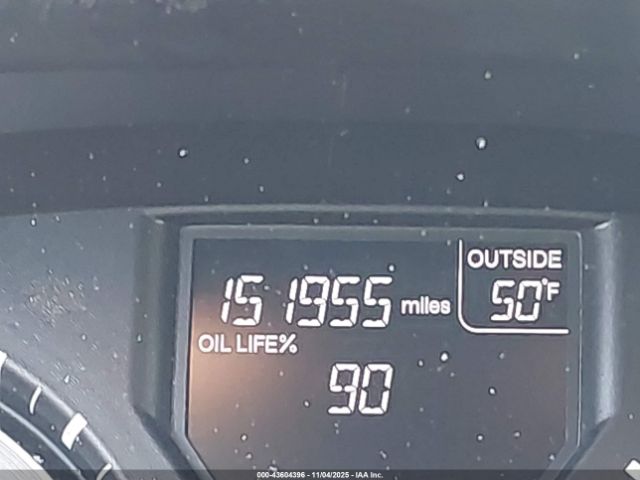 OUTSIDE
151955 miles 50°F
OIL LIFE%
90
000-43604396 - 11/04/2025 - IAA Inc.